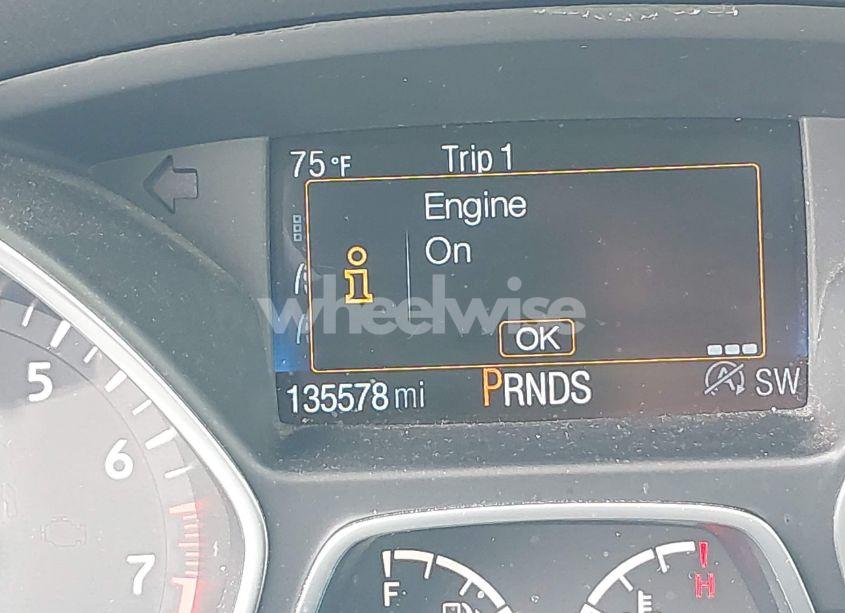 75 °F Trip 1
Engine
On
wheelwise
OK
135578 mi PRNDS A SW
5
6
7
F
H